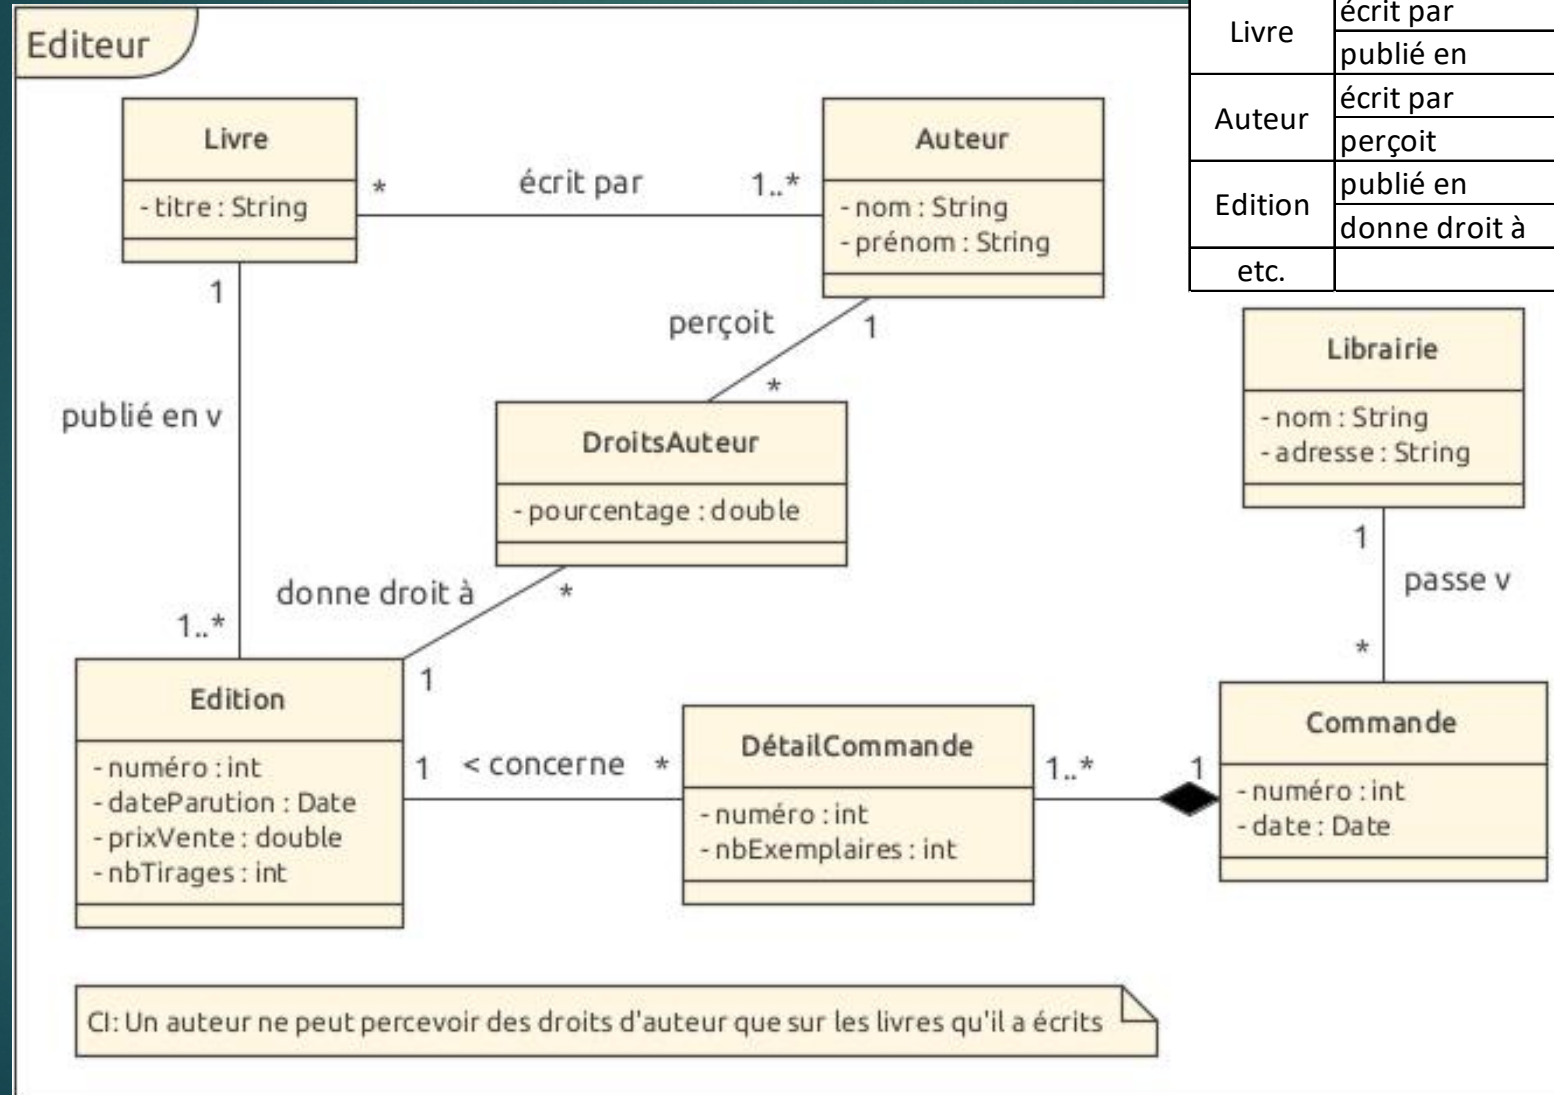 Editeur
Livre
écrit par
publié en
Auteur
écrit par
perçoit
Edition
publié en
donne droit à
etc.
Livre
- titre : String
* écrit par 1..*
Auteur
- nom : String
- prénom : String
1
perçoit
1
*
publié en v
DroitsAuteur
- pourcentage : double
Librairie
- nom : String
- adresse : String
1
passe v
*
donne droit à
*
1..*
1
Edition
- numéro : int
- dateParution : Date
- prixVente : double
- nbTirages : int
1 < concerne *
DétailCommande
- numéro : int
- nbExemplaires : int
1..* 1
Commande
- numéro : int
- date : Date
CI: Un auteur ne peut percevoir des droits d'auteur que sur les livres qu'il a écrits